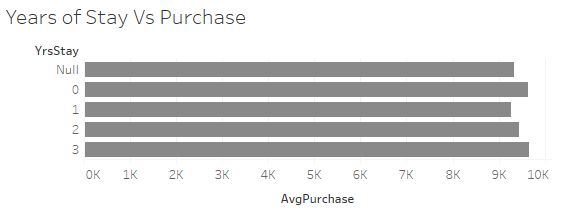 Years of Stay Vs Purchase
YrsStay
Null
0
1
2
3
0K 1K 2K 3K 4K 5K 6K 7K 8K 9K 10K
AvgPurchase